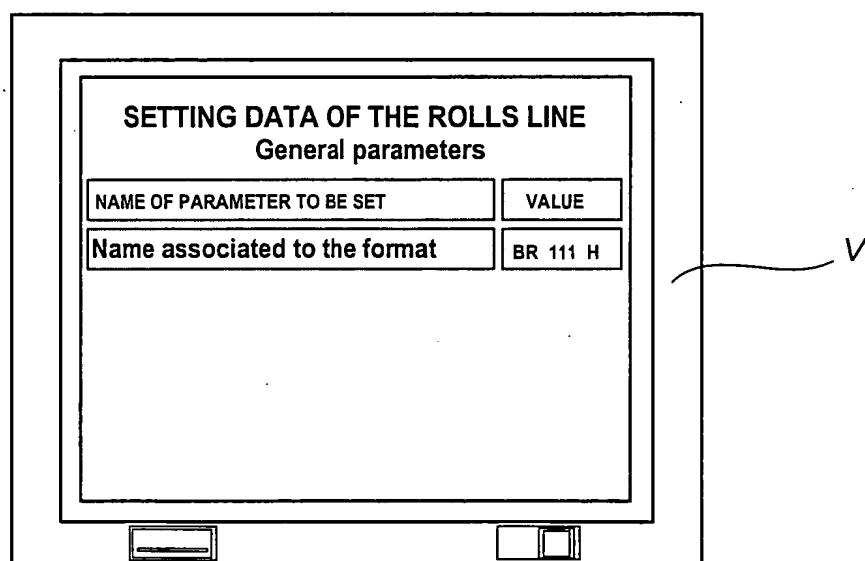 SETTING DATA OF THE ROLLS LINE
General parameters
NAME OF PARAMETER TO BE SET VALUE
Name associated to the format BR 111 H
V